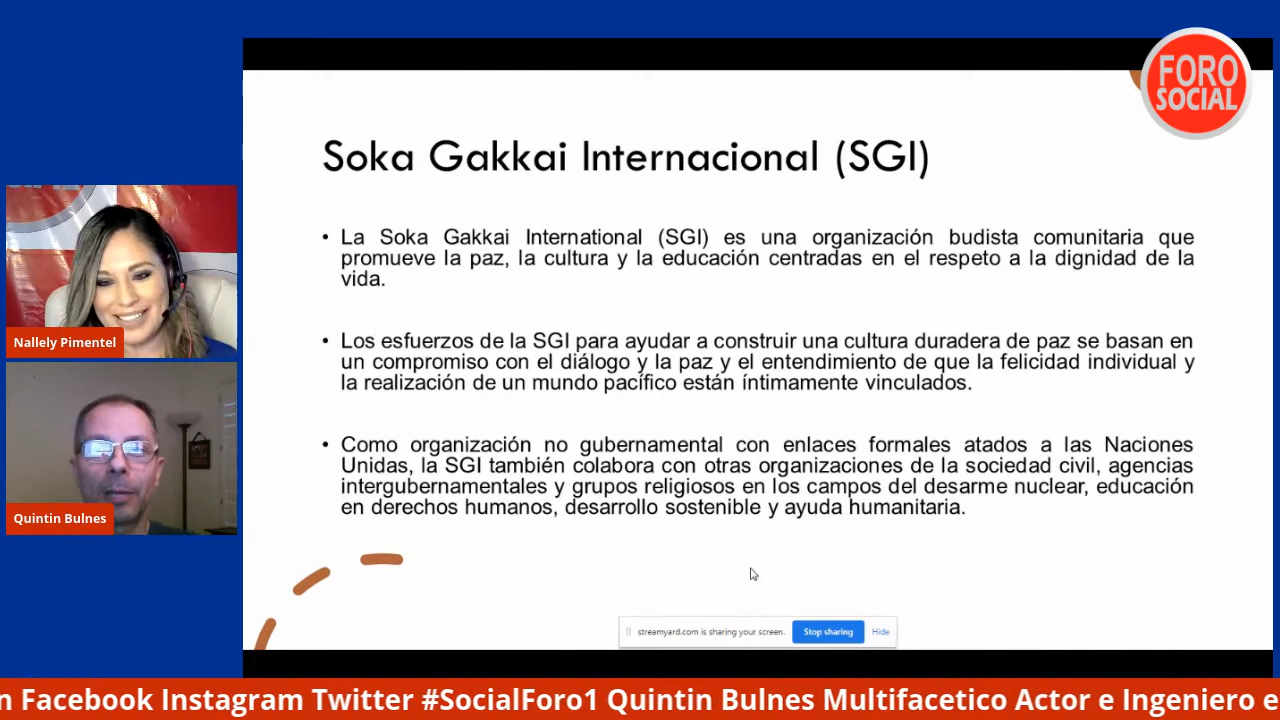 FORO
SOCIAL
Soka Gakkai Internacional (SGI)
• La Soka Gakkai International (SGI) es una organización budista comunitaria que
promueve la paz, la cultura y la educación centradas en el respeto a la dignidad de la
vida.
• Los esfuerzos de la SGI para ayudar a construir una cultura duradera de paz se basan en
un compromiso con el diálogo y la paz y el entendimiento de que la felicidad individual y
la realización de un mundo pacífico están íntimamente vinculados.
• Como organización no gubernamental con enlaces formales atados a las Naciones
Unidas, la SGI también colabora con otras organizaciones de la sociedad civil, agencias
intergubernamentales y grupos religiosos en los campos del desarme nuclear, educación
en derechos humanos, desarrollo sostenible y ayuda humanitaria.
Nallely Pimentel
Quintin Bulnes
streamyard.com is sharing your screen. Stop sharing Hide
n Facebook Instagram Twitter #SocialForo1 Quintin Bulnes Multifacetico Actor e Ingeniero e